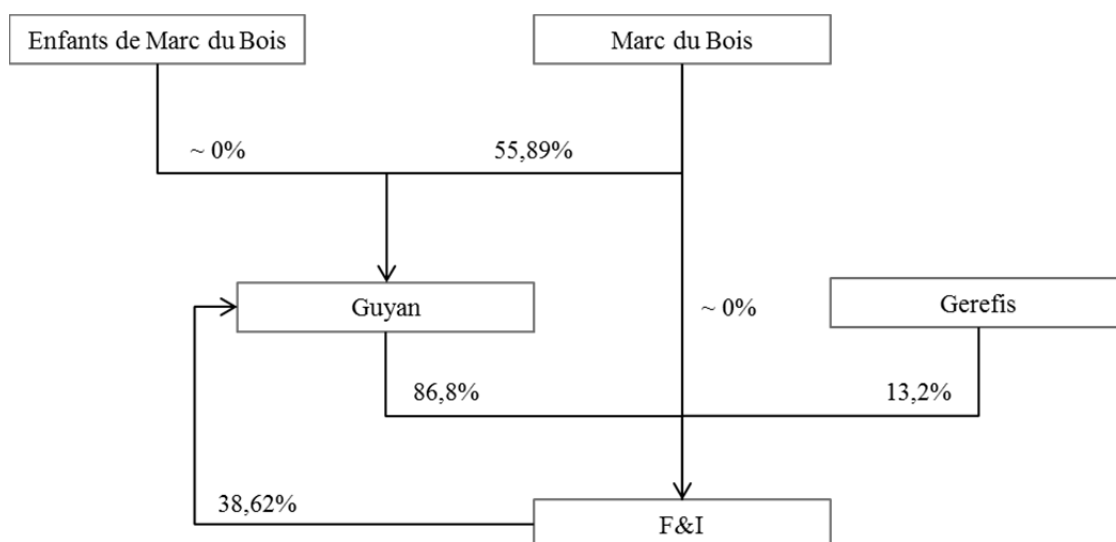 Enfants de Marc du Bois
Marc du Bois
~ 0%
55,89%
Guyan
Gerefis
~ 0%
86,8%
13,2%
38,62%
F&I